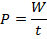 P = W/t